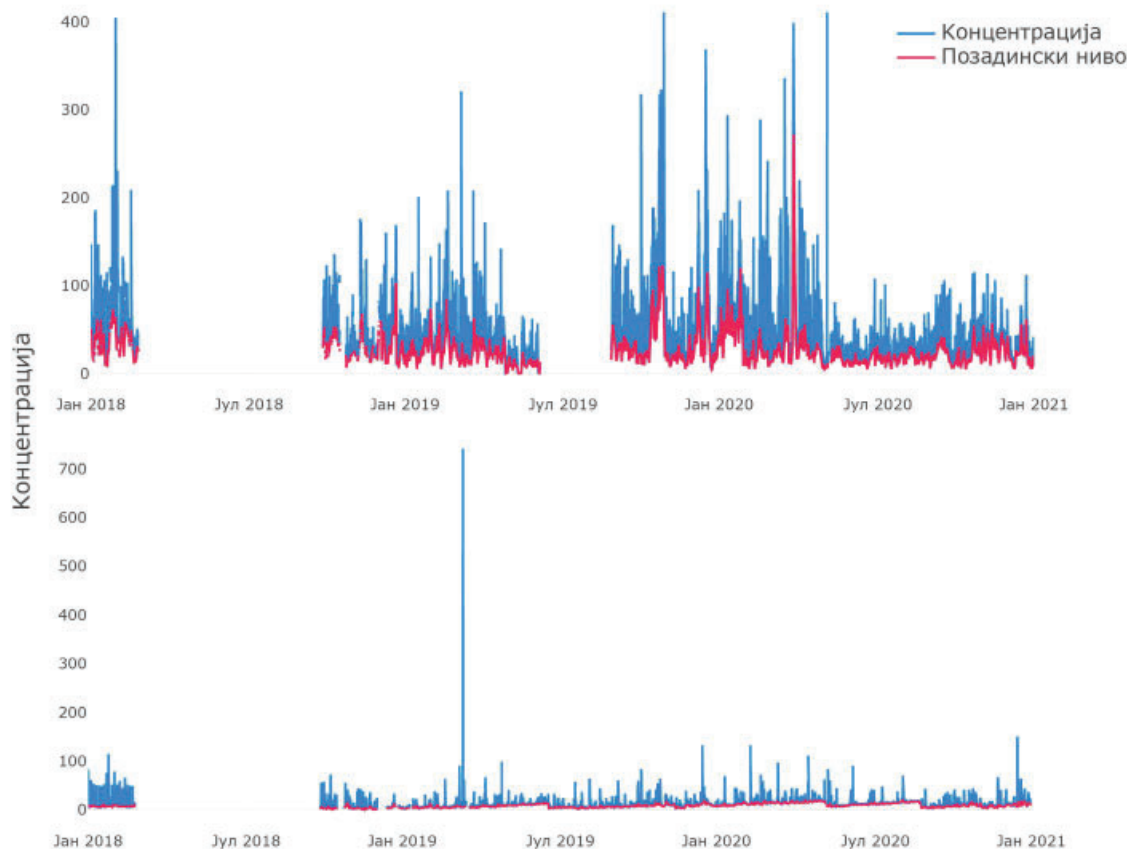 Концентрација
Позадински ниво
Концентрација
400
300
200
100
0
Јан 2018
Јул 2018
Јан 2019
Јул 2019
Јан 2020
Јул 2020
Јан 2021
700
600
500
400
300
200
100
0
Јан 2018
Јул 2018
Јан 2019
Јул 2019
Јан 2020
Јул 2020
Јан 2021